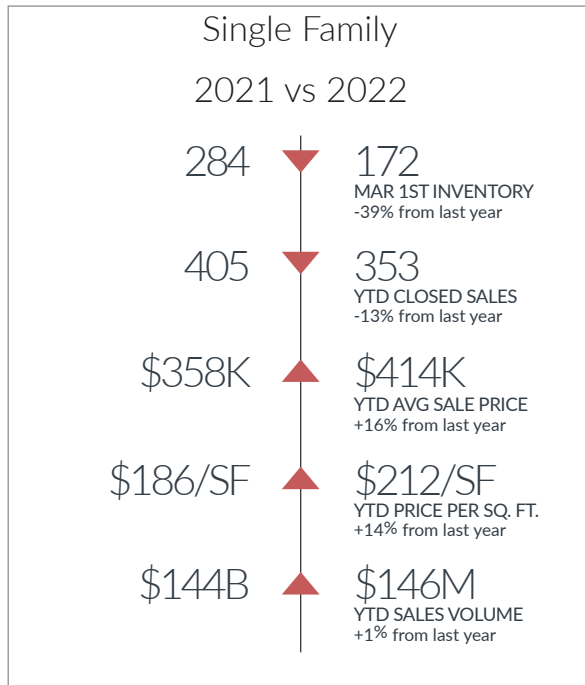 Single Family
2021 vs 2022
284 172
MAR 1ST INVENTORY
-39% from last year
405 353
YTD CLOSED SALES
-13% from last year
$358K $414K
YTD AVG SALE PRICE
+16% from last year
$186/SF $212/SF
YTD PRICE PER SQ. FT.
+14% from last year
$144B $146M
YTD SALES VOLUME
+1% from last year